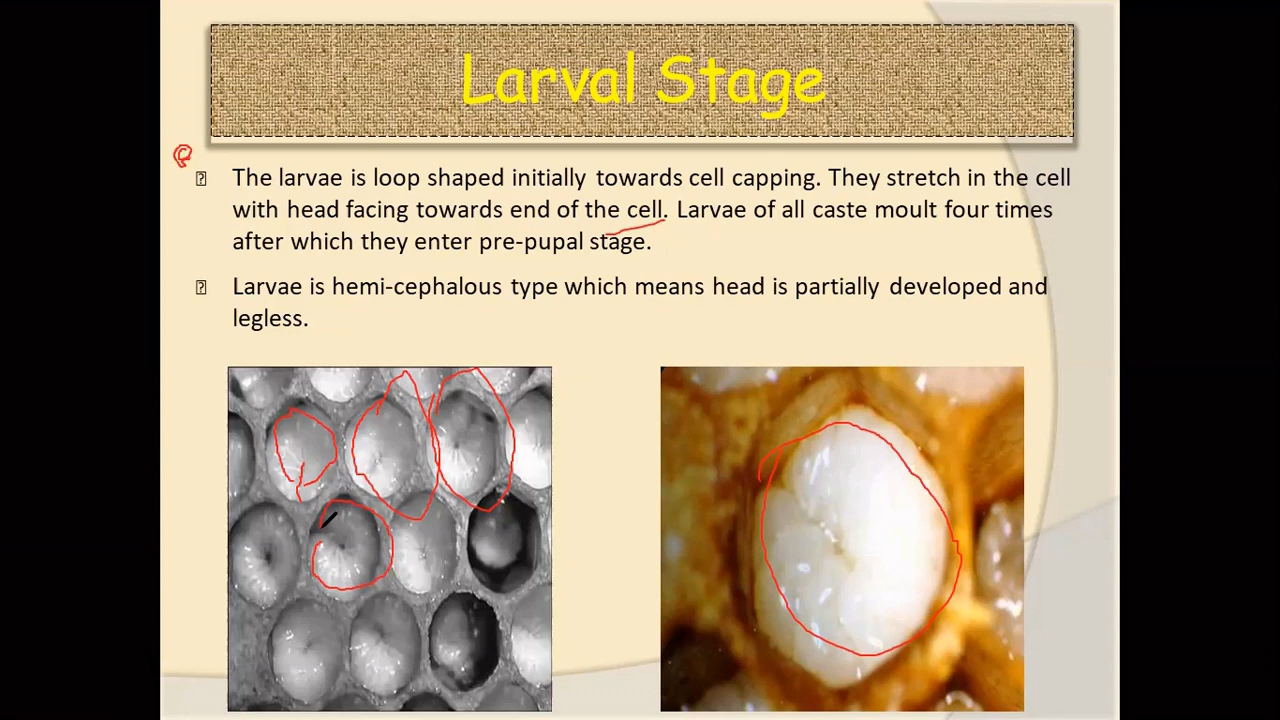 Larval Stage
The larvae is loop shaped initially towards cell capping. They stretch in the cell
with head facing towards end of the cell. Larvae of all caste moult four times
after which they enter pre-pupal stage.
Larvae is hemi-cephalous type which means head is partially developed and
legless.